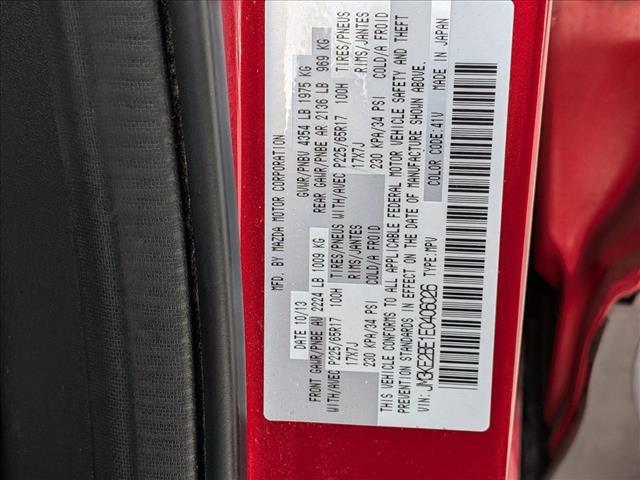 MFD. BY MAZDA MOTOR CORPORATION
DATE 10/13 GVWR/PNBV 4354 LB 1975 KG
FRONT GAWR/PNBE AV 2224 LB 1009 KG REAR GAWR/PNBE AR 2136 LB 969 KG
WITH/AVEC P225/65R17 100H TIRES/PNEUS WITH/AVEC P225/65R17 100H TIRES/PNEUS
17X7J RIMS/JANTES 17X7J RIMS/JANTES
230 KPA/34 PSI COLD/A FROID 230 KPA/34 PSI COLD/A FROID
THIS VEHICLE CONFORMS TO ALL APPLICABLE FEDERAL MOTOR VEHICLE SAFETY AND THEFT
PREVENTION STANDARDS IN EFFECT ON THE DATE OF MANUFACTURE SHOWN ABOVE.
VIN: JM3KE2BE1E0406026 TYPE:MPV COLOR CODE:41V MADE IN JAPAN